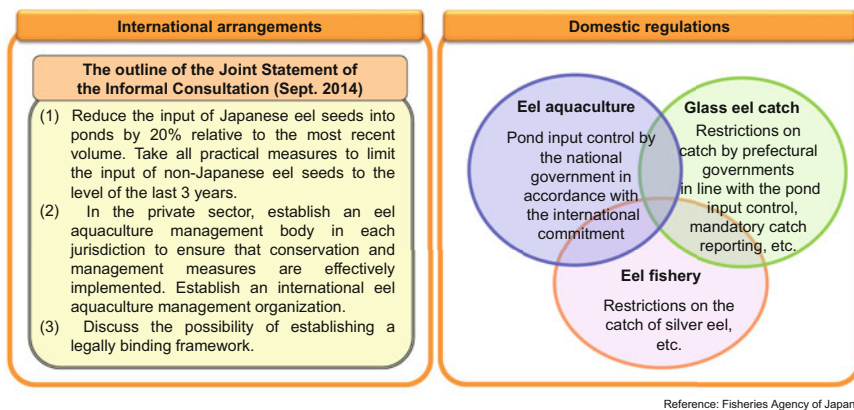 International arrangements
The outline of the Joint Statement of
the Informal Consultation (Sept. 2014)
(1) Reduce the input of Japanese eel seeds into
ponds by 20% relative to the most recent
volume. Take all practical measures to limit
the input of non-Japanese eel seeds to the
level of the last 3 years.
(2) In the private sector, establish an eel
aquaculture management body in each
jurisdiction to ensure that conservation and
management measures are effectively
implemented. Establish an international eel
aquaculture management organization.
(3) Discuss the possibility of establishing a
legally binding framework.
Domestic regulations
Eel aquaculture
Pond input control by
the national
government in
accordance with
the international
commitment
Glass eel catch
Restrictions on
catch by prefectural
governments
in line with the pond
input control,
mandatory catch
reporting, etc.
Eel fishery
Restrictions on the
catch of silver eel,
etc.
Reference: Fisheries Agency of Japan